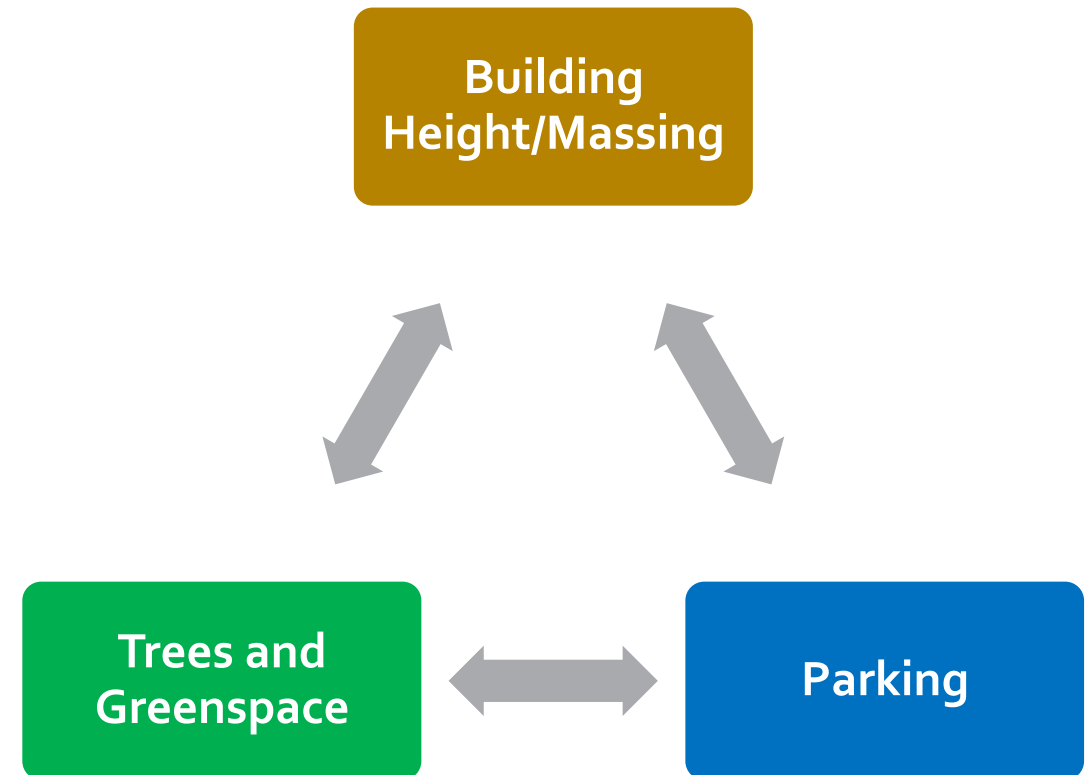 Building
Height/Massing
Trees and
Greenspace
Parking